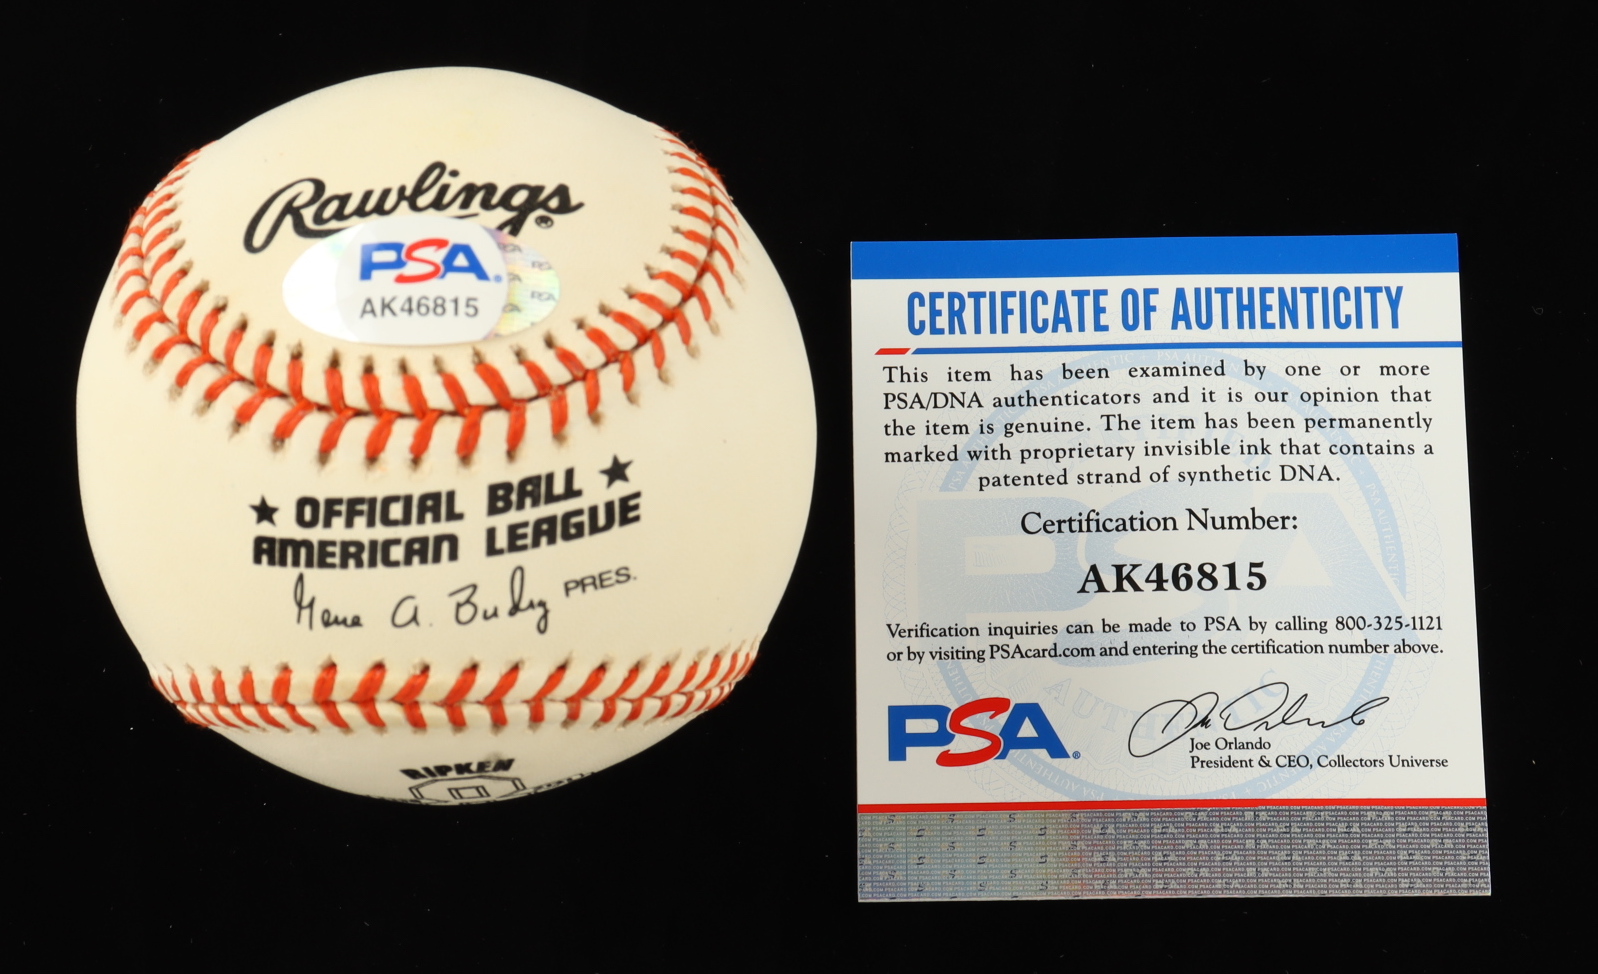 Rawlings®
PSA®
AK46815
★ OFFICIAL BALL ★
AMERICAN LEAGUE
Gene A. Budig PRES.
RIPKEN
CERTIFICATE OF AUTHENTICITY
This item has been examined by one or more
PSA/DNA authenticators and it is our opinion that
the item is genuine. The item has been permanently
marked with proprietary invisible ink that contains a
patented strand of synthetic DNA.
Certification Number:
AK46815
Verification inquiries can be made to PSA by calling 800-325-1121
or by visiting PSAcard.com and entering the certification number above.
PSA®
Joe Orlando
President & CEO, Collectors Universe